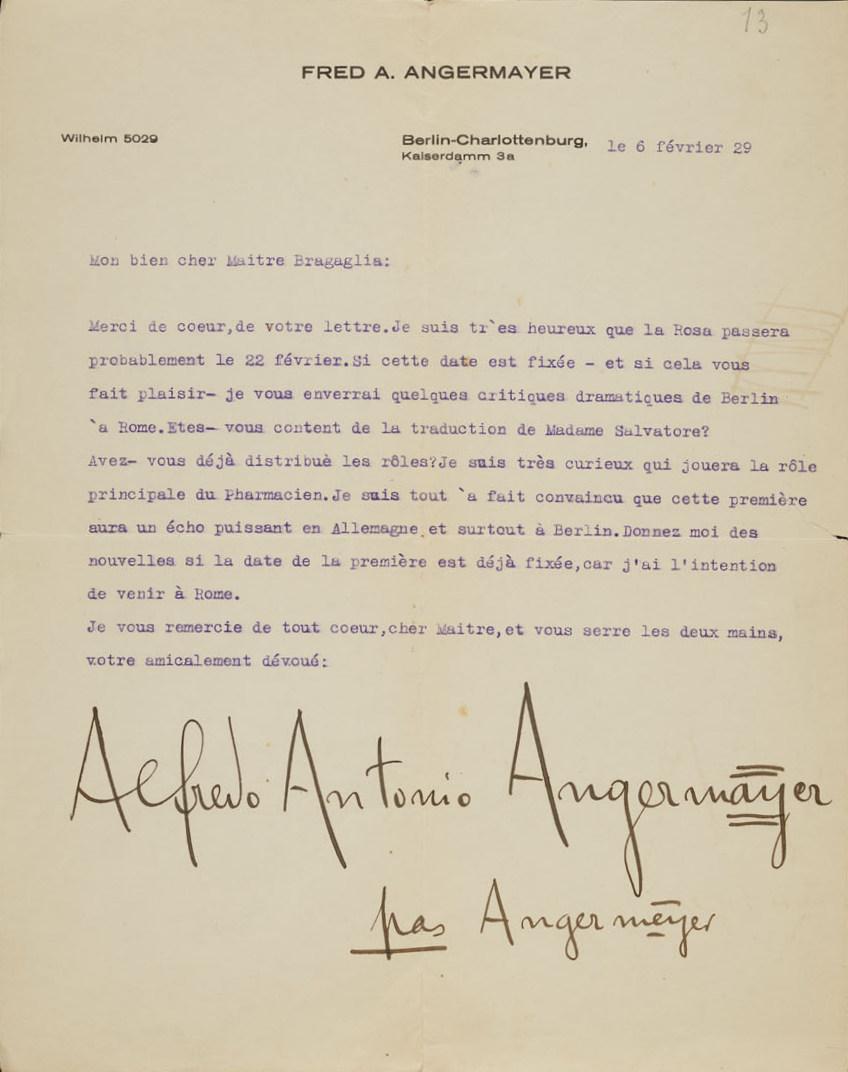 13
FRED A. ANGERMAYER
Wilhelm 5029
Berlin-Charlottenburg,
Kaiserdamm 3a
le 6 février 29
Mon bien cher Maitre Bragaglia:
Merci de coeur,de votre lettre.Je suis tr`es heureux que la Rosa passera
probablement le 22 février.Si cette date est fixée - et si cela vous
fait plaisir- je vous enverrai quelques critiques dramatiques de Berlin
`a Rome.Etes- vous content de la traduction de Madame Salvatore?
Avez- vous déjà distribuè les rôles?Je suis très curieux qui jouera la rôle
principale du Pharmacien.Je suis tout `a fait convaincu que cette première
aura un écho puissant en Allemagne et surtout à Berlin.Donnez moi des
nouvelles si la date de la première est déjà fixée,car j'ai l'intention
de venir à Rome.
Je vous remercie de tout coeur,cher Maitre,et vous serre les deux mains,
votre amicalement dévoué:
Alfredo Antonio Angermayer
pas Angermeyer